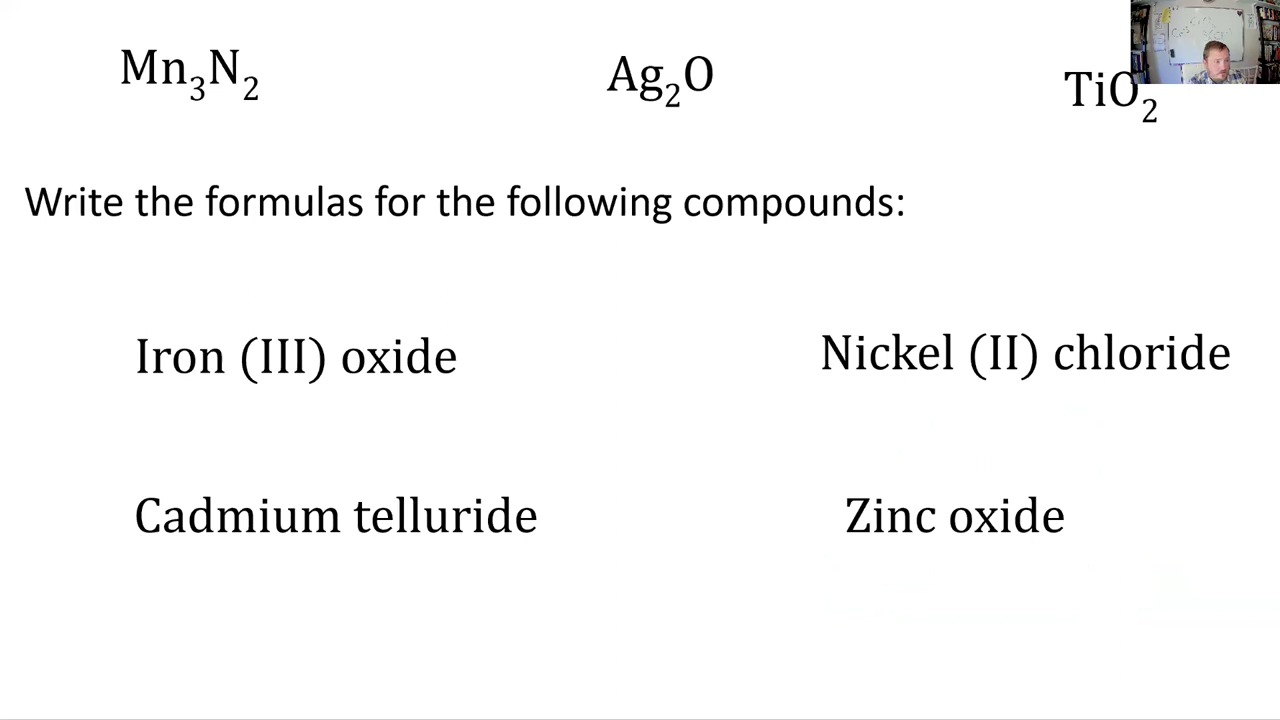 Mn₃N₂ Ag₂O TiO₂
Write the formulas for the following compounds:
Iron (III) oxide Nickel (II) chloride
Cadmium telluride Zinc oxide